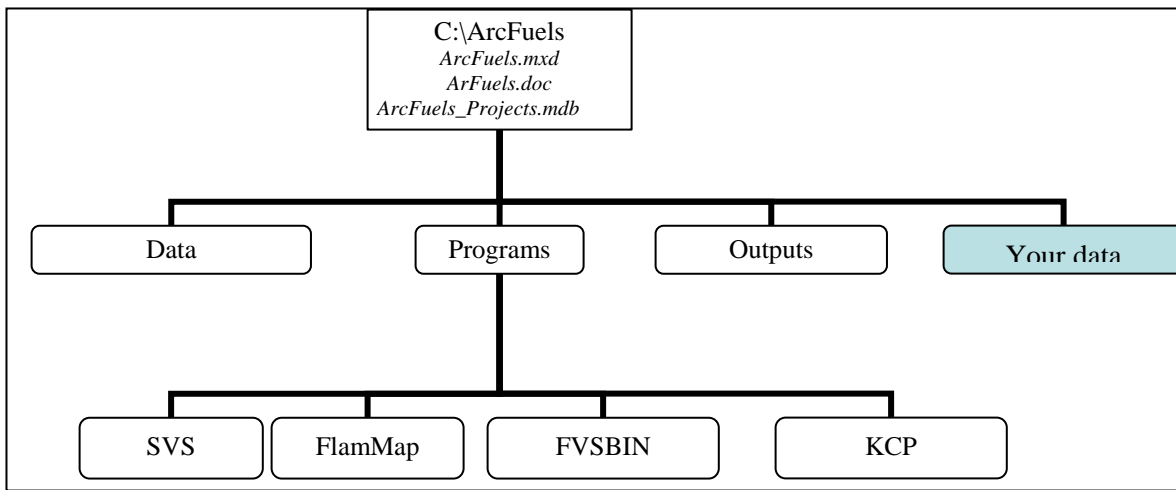 C:\ArcFuels
ArcFuels.mxd
ArFuels.doc
ArcFuels_Projects.mdb
Data
Programs
Outputs
Your data
SVS
FlamMap
FVSBIN
KCP